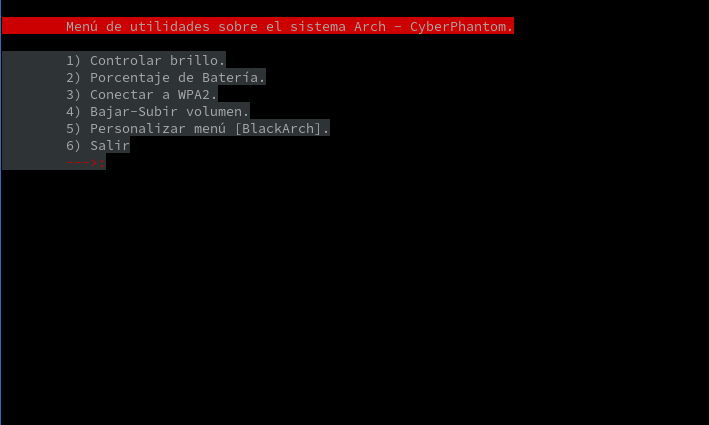 Menú de utilidades sobre el sistema Arch - CyberPhantom.
1) Controlar brillo.
2) Porcentaje de Batería.
3) Conectar a WPA2.
4) Bajar-Subir volumen.
5) Personalizar menú [BlackArch].
6) Salir
--->: